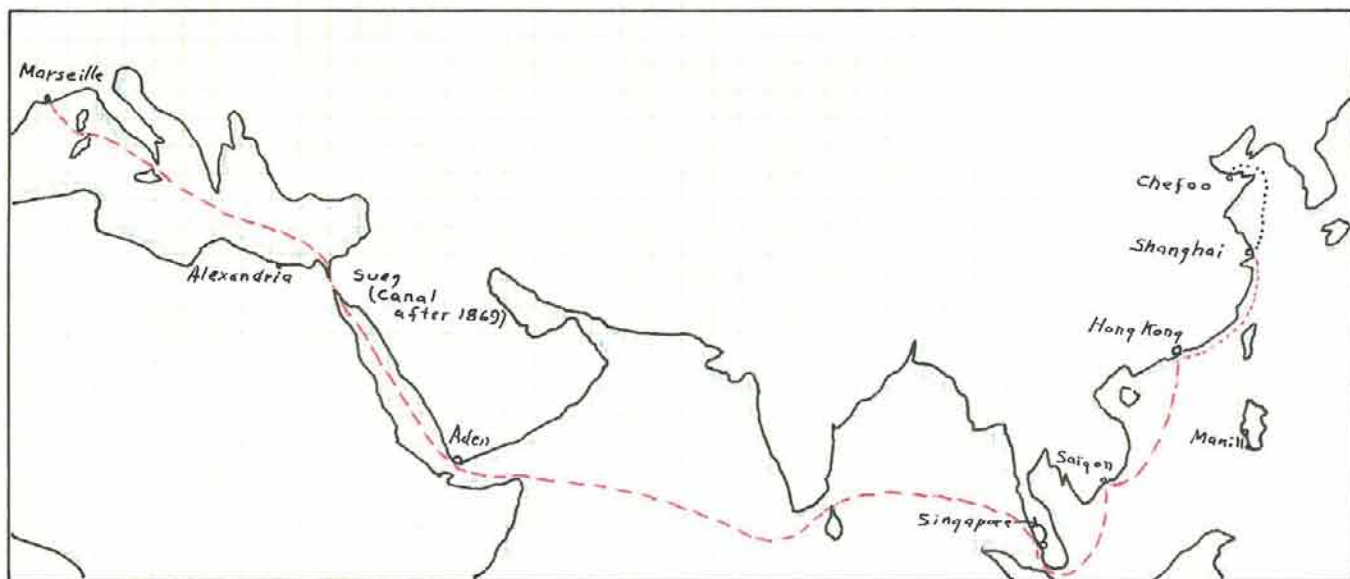 Marseille
Chefoo
Shanghai
Alexandria
Suez
(Canal
after 1869)
Hong Kong
Aden
Manill
Saigon
Singapore